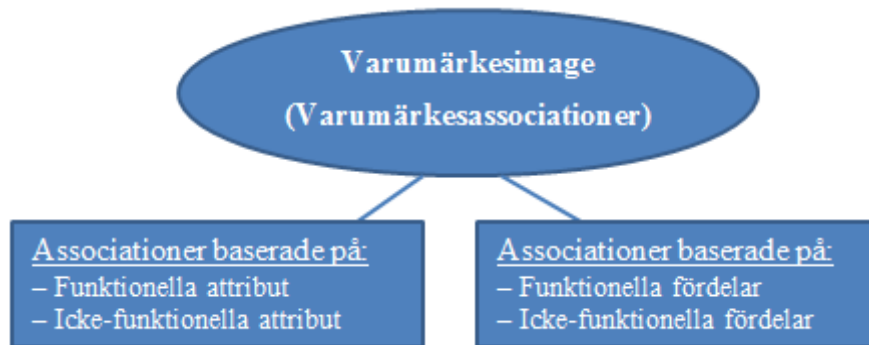 Varumärkesimage
(Varumärkesassociationer)
Associationer baserade på:
– Funktionella attribut
– Icke-funktionella attribut
Associationer baserade på:
– Funktionella fördelar
– Icke-funktionella fördelar